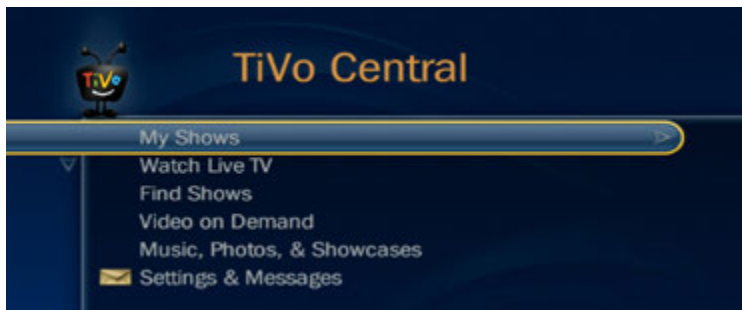 TiVo
TiVo Central
My Shows
Watch Live TV
Find Shows
Video on Demand
Music, Photos, & Showcases
Settings & Messages